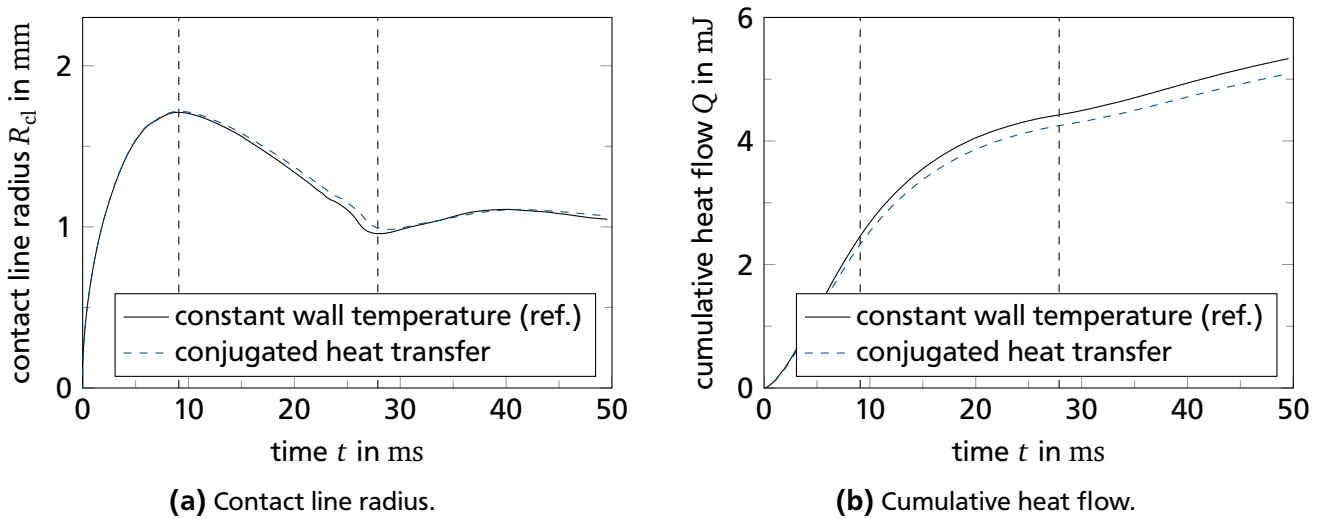 contact line radius R_cl in mm
2
1
0
constant wall temperature (ref.)
conjugated heat transfer
0 10 20 30 40 50
time t in ms
(a) Contact line radius.
cumulative heat flow Q in mJ
6
4
2
0
constant wall temperature (ref.)
conjugated heat transfer
0 10 20 30 40 50
time t in ms
(b) Cumulative heat flow.